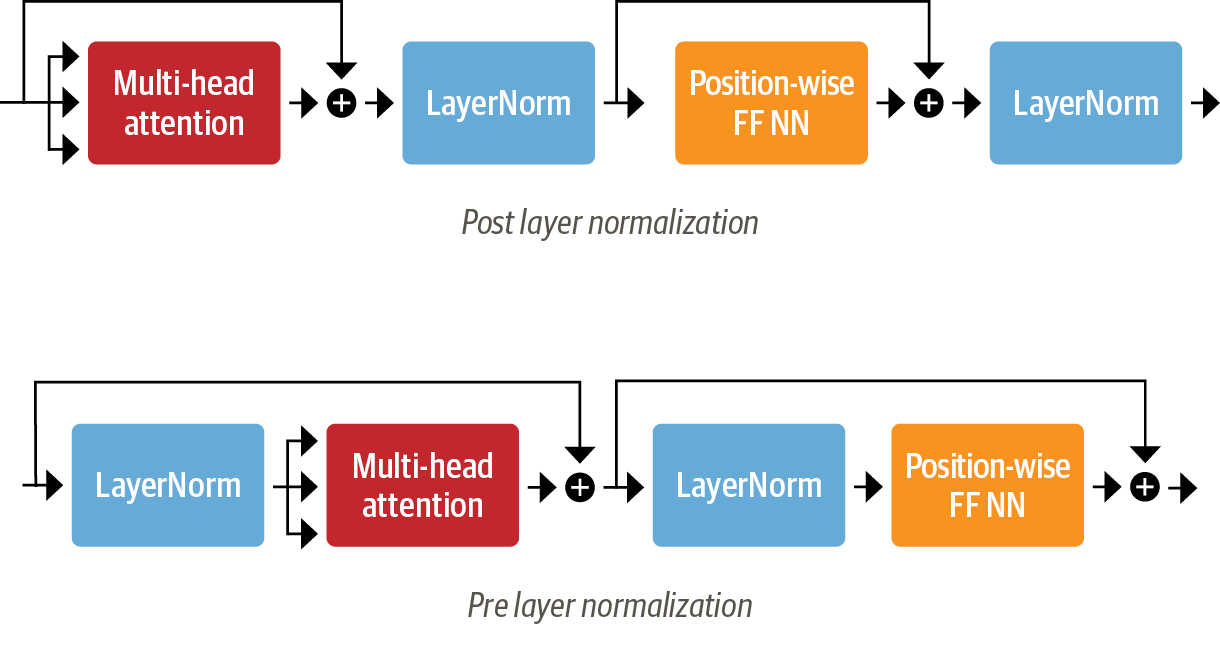 Multi-head
attention
LayerNorm
Position-wise
FF NN
LayerNorm
Post layer normalization
LayerNorm
Multi-head
attention
LayerNorm
Position-wise
FF NN
Pre layer normalization